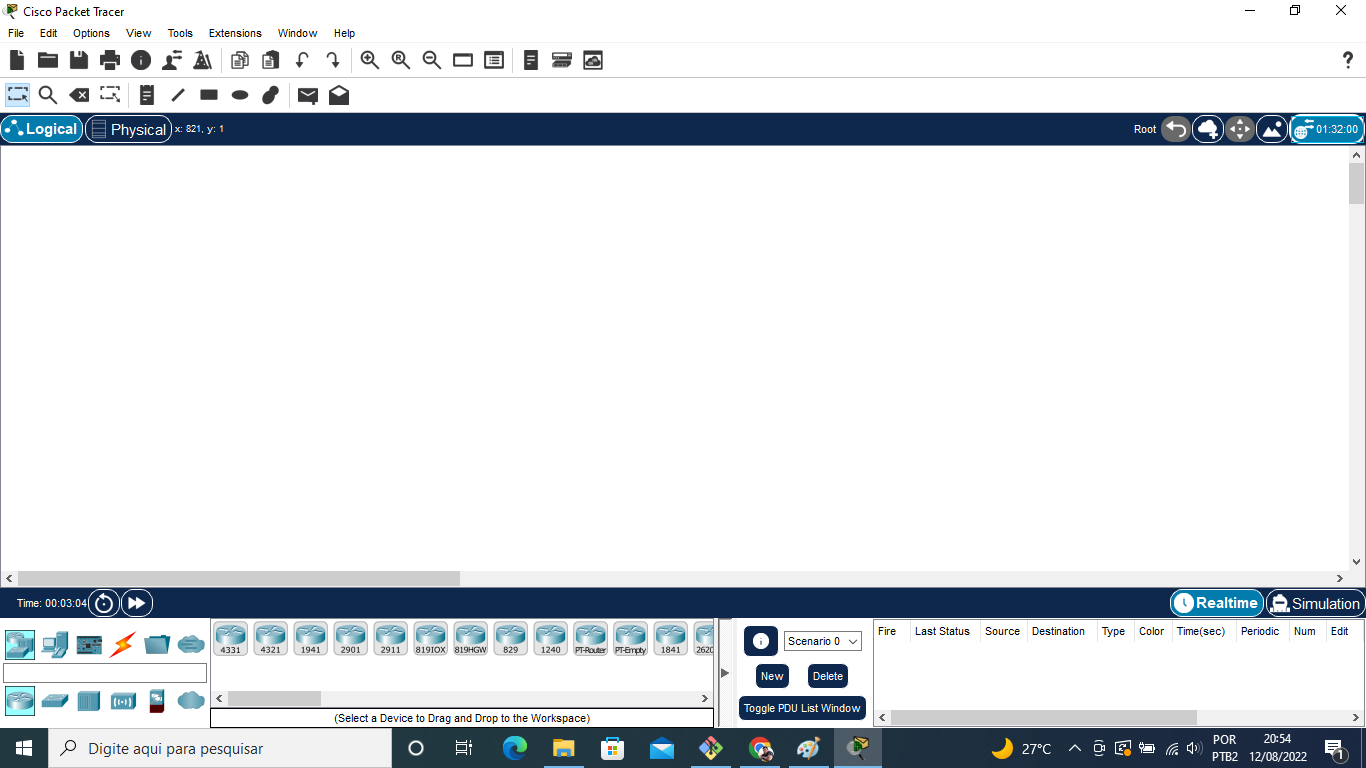 Cisco Packet Tracer
File Edit Options View Tools Extensions Window Help
Logical Physical x: 821, y: 1 Root 01:32:00
Time: 00:03:04 Realtime Simulation
4331 4321 1941 2901 2911 819IOX 819HGW 829 1240 PT-Router PT-Empty 1841 2620
(Select a Device to Drag and Drop to the Workspace)
Scenario 0
New Delete
Toggle PDU List Window
Fire Last Status Source Destination Type Color Time(sec) Periodic Num Edit
Digite aqui para pesquisar
27°C
POR
PTB2
20:54
12/08/2022
1